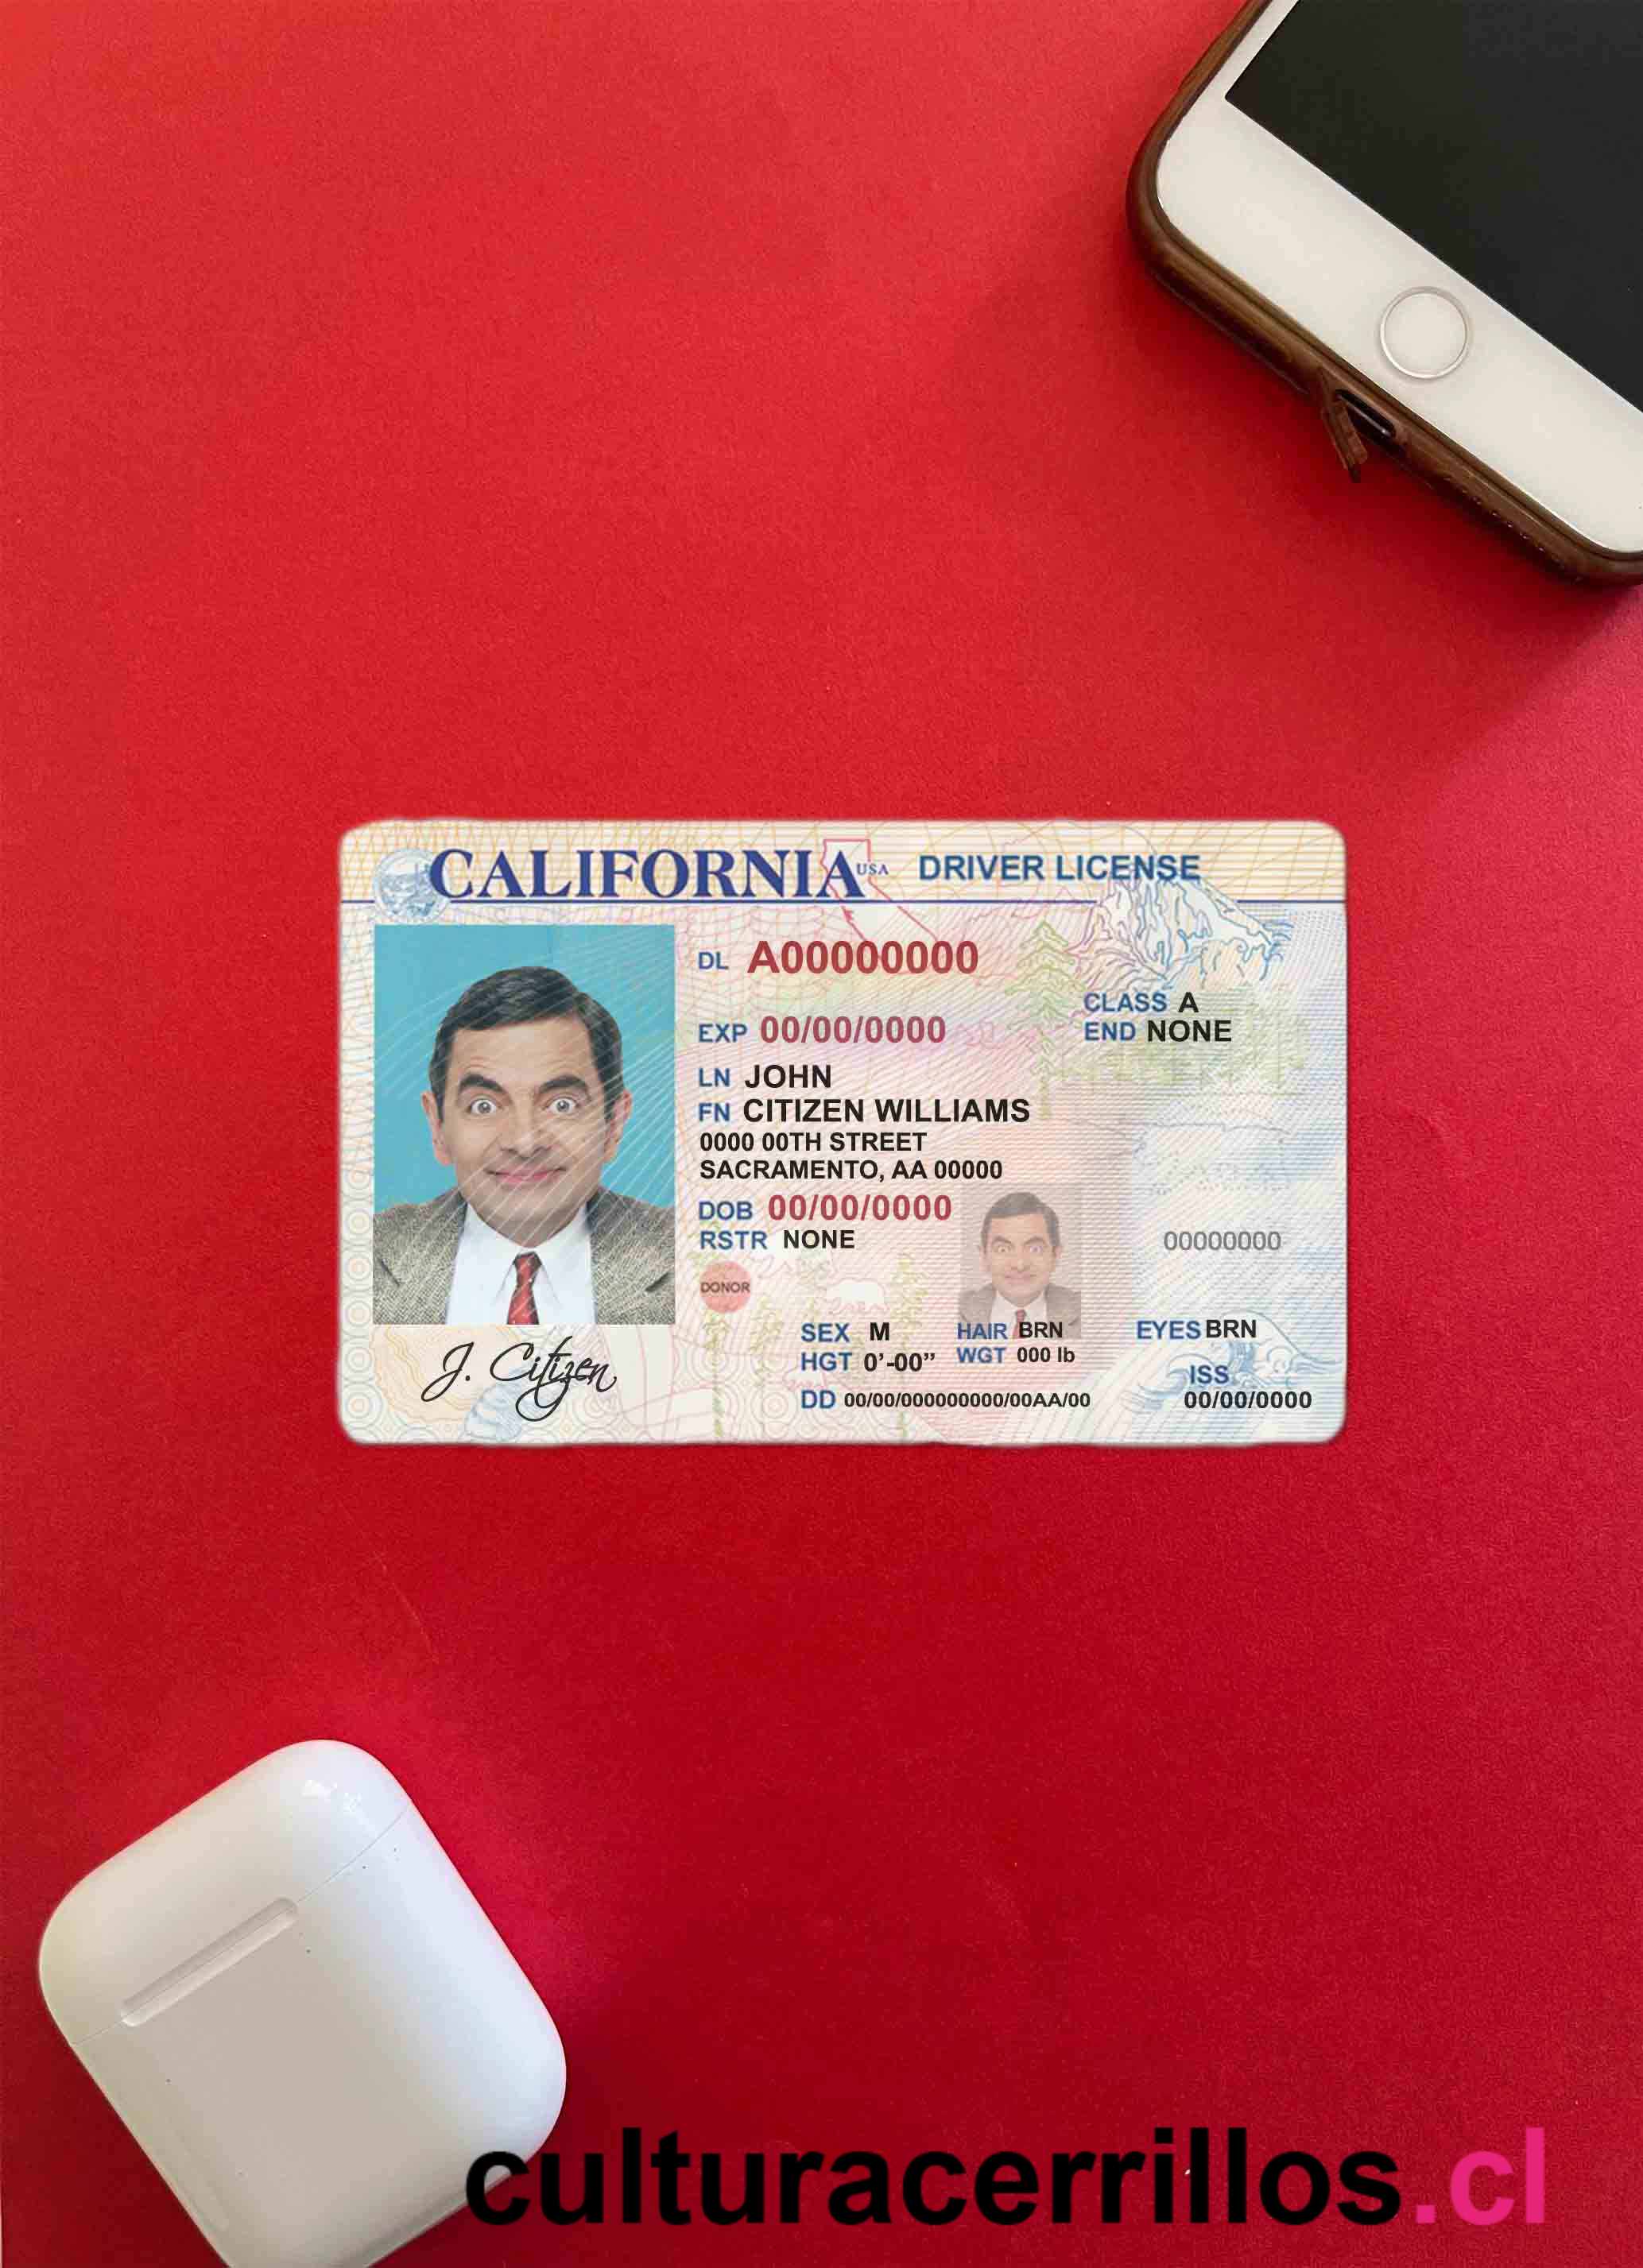 CALIFORNIA USA DRIVER LICENSE
DL A00000000
CLASS A
EXP 00/00/0000
END NONE
LN JOHN
FN CITIZEN WILLIAMS
0000 00TH STREET
SACRAMENTO, AA 00000
DOB 00/00/0000
RSTR NONE
00000000
DONOR
SEX M HAIR BRN EYES BRN
HGT 0'-00” WGT 000 lb
ISS
DD 00/00/000000000/00AA/00 00/00/0000
J. Citizen
culturacerrillos.cl